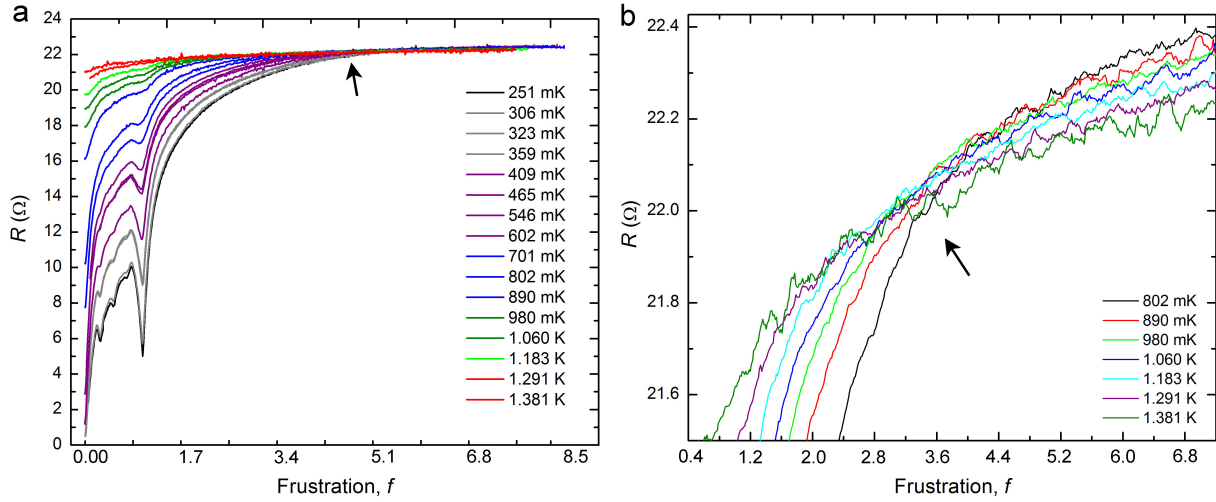 a
R (Ω)
24
22
20
18
16
14
12
10
8
6
4
2
0
0.00 1.7 3.4 5.1 6.8 8.5
Frustration, f
251 mK
306 mK
323 mK
359 mK
409 mK
465 mK
546 mK
602 mK
701 mK
802 mK
890 mK
980 mK
1.060 K
1.183 K
1.291 K
1.381 K
b
R (Ω)
22.4
22.2
22.0
21.8
21.6
0.4 1.2 2.0 2.8 3.6 4.4 5.2 6.0 6.8
Frustration, f
802 mK
890 mK
980 mK
1.060 K
1.183 K
1.291 K
1.381 K